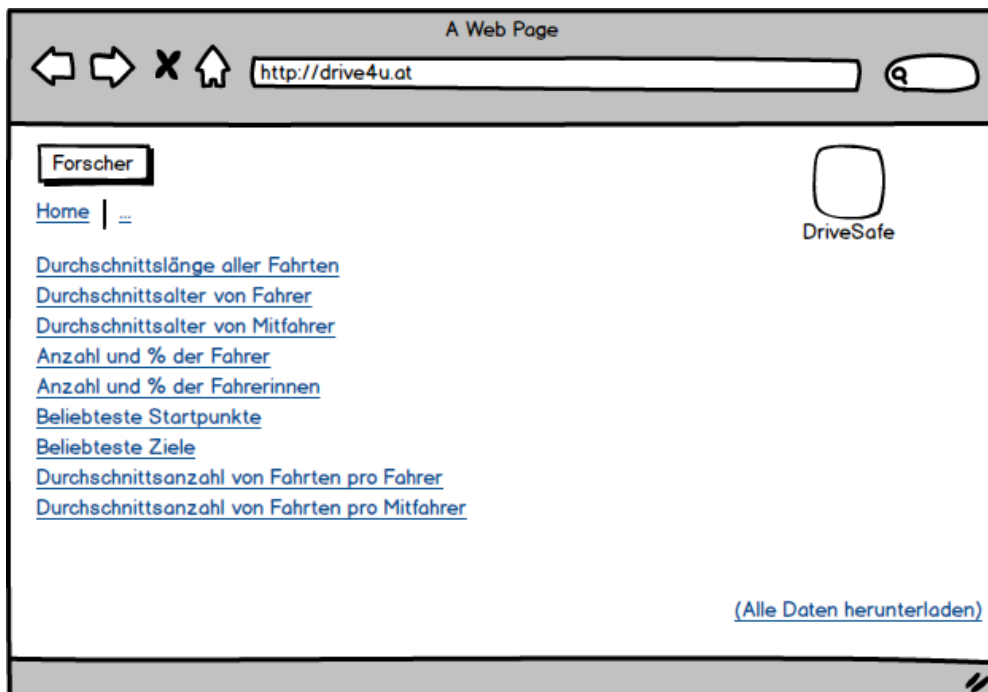 A Web Page
http://drive4u.at
Forscher
Home | ...
DriveSafe
Durchschnittslänge aller Fahrten
Durchschnittsalter von Fahrer
Durchschnittsalter von Mitfahrer
Anzahl und % der Fahrer
Anzahl und % der Fahrerinnen
Beliebteste Startpunkte
Beliebteste Ziele
Durchschnittsanzahl von Fahrten pro Fahrer
Durchschnittsanzahl von Fahrten pro Mitfahrer
(Alle Daten herunterladen)